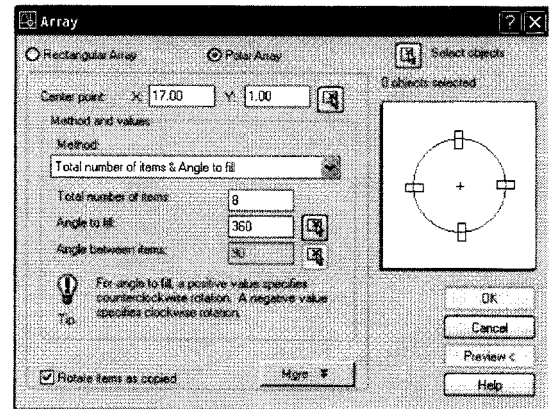 Array
Rectangular Array
Polar Array
Select objects
0 objects selected
Center point: X: 17.00 Y: 1.00
Method and values
Method:
Total number of items & Angle to fill
Total number of items: 8
Angle to fill: 360
Angle between items: 90
For angle to fill, a positive value specifies
counterclockwise rotation. A negative value
specifies clockwise rotation.
Tip
Rotate items as copied
More
OK
Cancel
Preview <
Help